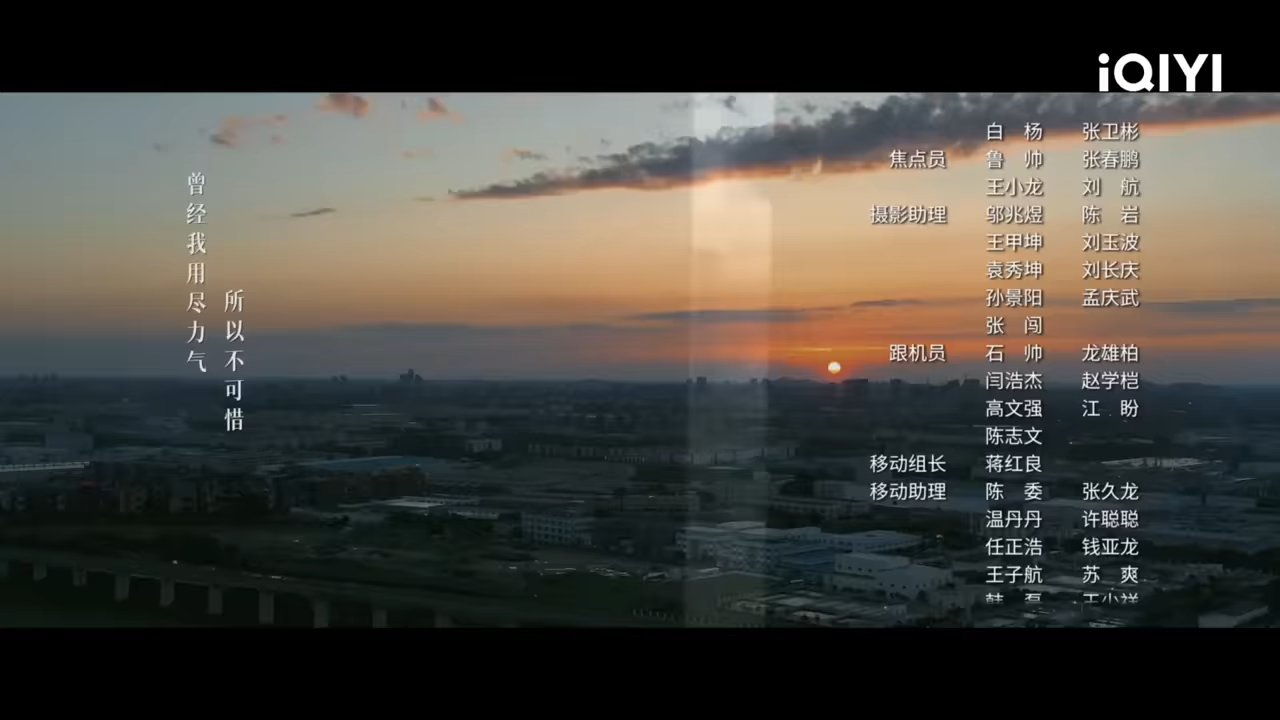 iQIYI
曾经我用尽力气
所以不可惜
白 杨 张卫彬
焦点员 鲁 帅 张春鹏
王小龙 刘 航
摄影助理 邬兆煜 陈 岩
王甲坤 刘玉波
袁秀坤 刘长庆
孙景阳 孟庆武
张 闯
跟机员 石 帅 龙雄柏
闫浩杰 赵学桤
高文强 江 盼
陈志文
移动组长 蒋红良
移动助理 陈 委 张久龙
温丹丹 许聪聪
任正浩 钱亚龙
王子航 苏 爽